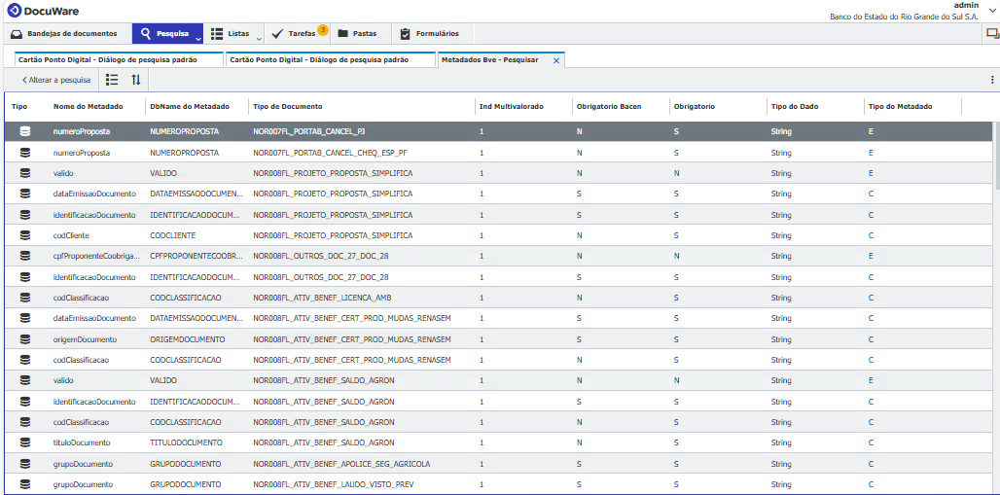 DocuWare
admin
Banco do Estado do Rio Grande do Sul S.A.
Bandejas de documentos Pesquisa Listas Tarefas 3 Pastas Formulários
Cartão Ponto Digital - Diálogo de pesquisa padrão Cartão Ponto Digital - Diálogo de pesquisa padrão Metadados Bve - Pesquisar
Alterar a pesquisa
Tipo Nome do Metadado DbName do Metadado Tipo de Documento Ind Multivalorado Obrigatorio Bacen Obrigatorio Tipo do Dado Tipo do Metadado
numeroProposta NUMEROPROPOSTA NOR007FL_PORTAB_CANCEL_PJ 1 N S String E
numeroProposta NUMEROPROPOSTA NOR007FL_PORTAB_CANCEL_CHEQ_ESP_PF 1 N S String E
valido VALIDO NOR008FL_PROJETO_PROPOSTA_SIMPLIFICA 1 N N String E
dataEmissaoDocumento DATAEMISSAODOCUMEN... NOR008FL_PROJETO_PROPOSTA_SIMPLIFICA 1 S S String C
identificacaoDocumento IDENTIFICACAODOCUM... NOR008FL_PROJETO_PROPOSTA_SIMPLIFICA 1 S S String C
codCliente CODCLIENTE NOR008FL_PROJETO_PROPOSTA_SIMPLIFICA 1 N S String C
cpfProponenteCoobriga... CPFPROPONENTECOOBR... NOR008FL_OUTROS_DOC_27_DOC_28 1 N N String E
identificacaoDocumento IDENTIFICACAODOCUM... NOR008FL_OUTROS_DOC_27_DOC_28 1 S S String C
codClassificacao CODCLASSIFICACAO NOR008FL_ATIV_BENEF_LICENCA_AMB 1 N S String C
dataEmissaoDocumento DATAEMISSAODOCUMEN... NOR008FL_ATIV_BENEF_CERT_PROD_MUDAS_RENASEM 1 S S String C
origemDocumento ORIGEMDOCUMENTO NOR008FL_ATIV_BENEF_CERT_PROD_MUDAS_RENASEM 1 S S String C
codClassificacao CODCLASSIFICACAO NOR008FL_ATIV_BENEF_CERT_PROD_MUDAS_RENASEM 1 N S String C
valido VALIDO NOR008FL_ATIV_BENEF_SALDO_AGRON 1 N N String E
identificacaoDocumento IDENTIFICACAODOCUM... NOR008FL_ATIV_BENEF_SALDO_AGRON 1 S S String C
codClassificacao CODCLASSIFICACAO NOR008FL_ATIV_BENEF_SALDO_AGRON 1 N S String C
tituloDocumento TITULODOCUMENTO NOR008FL_ATIV_BENEF_SALDO_AGRON 1 N S String C
grupoDocumento GRUPODOCUMENTO NOR008FL_ATIV_BENEF_APOLICE_SEG_AGRICOLA 1 S S String C
grupoDocumento GRUPODOCUMENTO NOR008FL_ATIV_BENEF_LAUDO_VISTO_PREV 1 S S String C